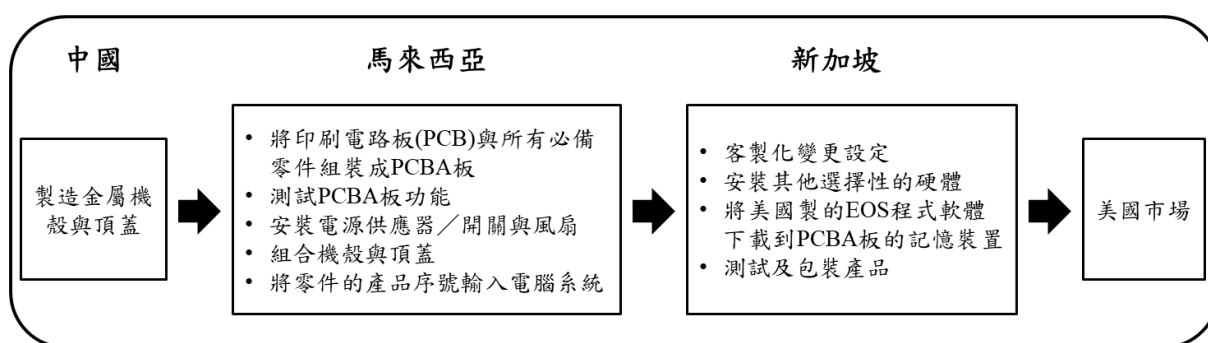 中國
馬來西亞
新加坡
製造金屬機
殼與頂蓋
• 將印刷電路板(PCB)與所有必備
零件組裝成PCBA板
• 測試PCBA板功能
• 安裝電源供應器／開關與風扇
• 組合機殼與頂蓋
• 將零件的產品序號輸入電腦系統
• 客製化變更設定
• 安裝其他選擇性的硬體
• 將美國製的EOS程式軟體
下載到PCBA板的記憶裝置
• 測試及包裝產品
美國市場